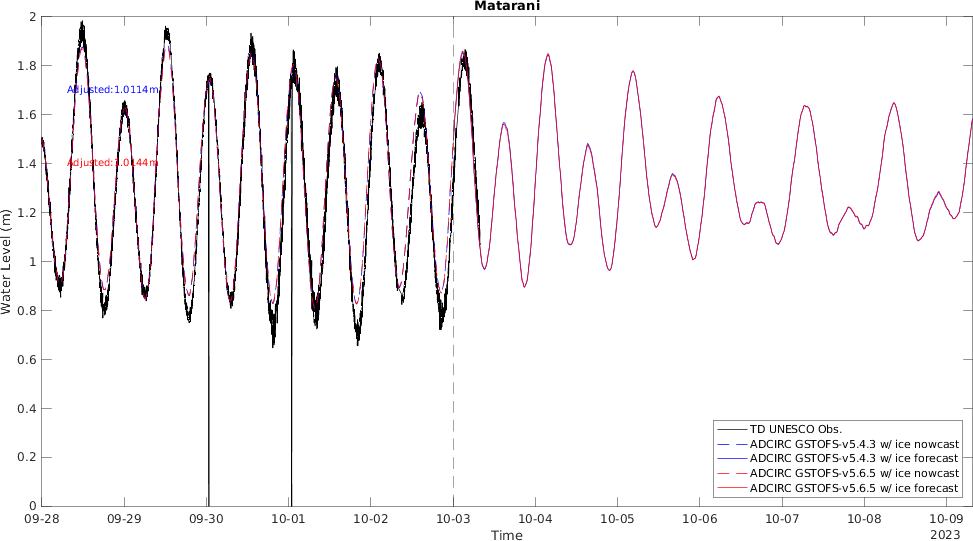 Matarani
2
1.8
1.6
1.4
1.2
1
0.8
0.6
0.4
0.2
0
Water Level (m)
Adjusted:1.0114m
Adjusted:1.0144m
TD UNESCO Obs.
ADCIRC GSTOFS-v5.4.3 w/ ice nowcast
ADCIRC GSTOFS-v5.4.3 w/ ice forecast
ADCIRC GSTOFS-v5.6.5 w/ ice nowcast
ADCIRC GSTOFS-v5.6.5 w/ ice forecast
09-28 09-29 09-30 10-01 10-02 10-03 10-04 10-05 10-06 10-07 10-08 10-09
Time
2023